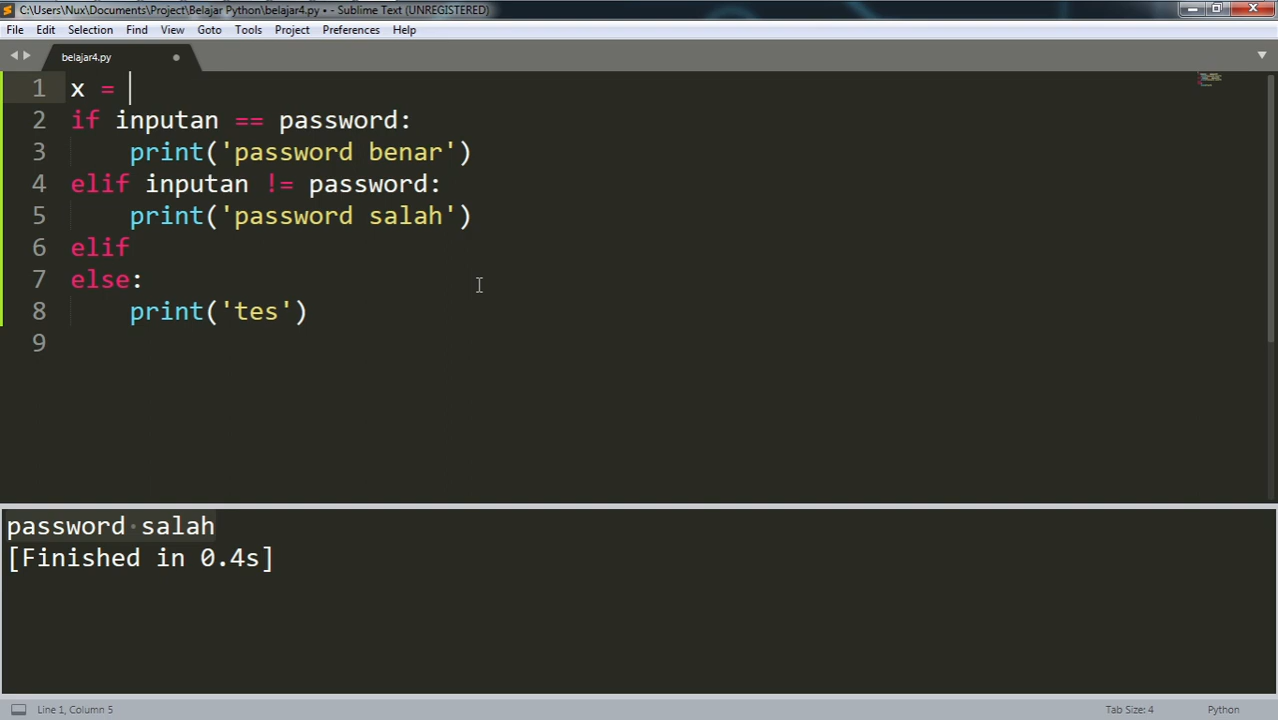 C:\Users\Nux\Documents\Project\Belajar Python\belajar4.py • - Sublime Text (UNREGISTERED)
File Edit Selection Find View Goto Tools Project Preferences Help
belajar4.py
1 x =
2 if inputan == password:
3 print('password benar')
4 elif inputan != password:
5 print('password salah')
6 elif
7 else:
8 print('tes')
9
password salah
[Finished in 0.4s]
Line 1, Column 5 Tab Size: 4 Python